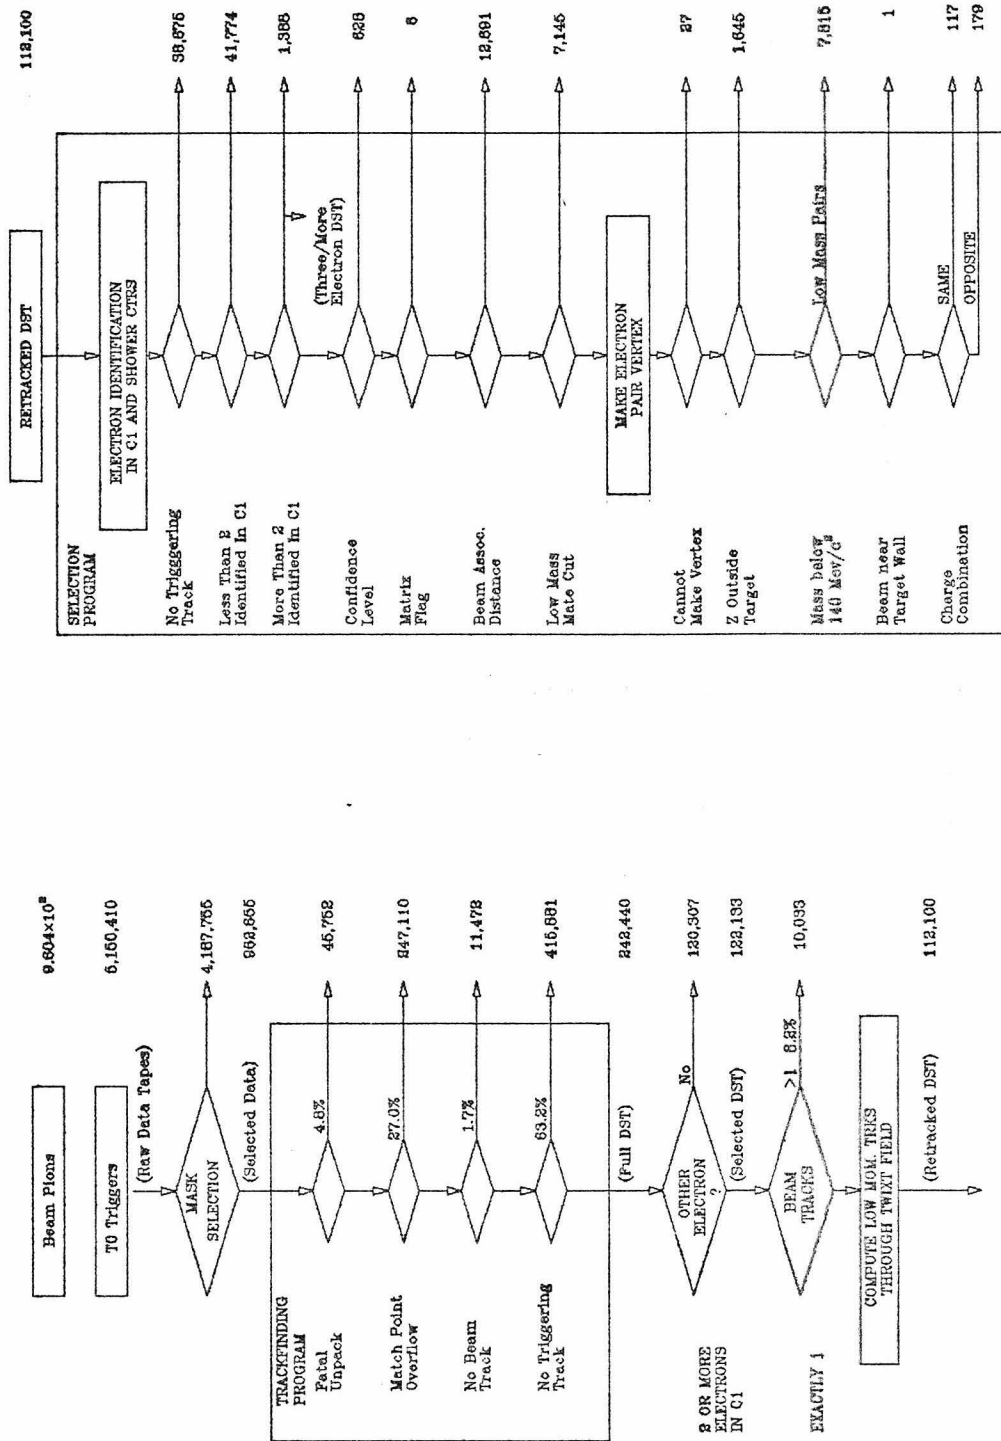 Beam Pions 9.604×10²
T0 Triggers 5,150,410
(Raw Data Tapes)
MASK
SELECTION 4,187,755
(Selected Data) 962,655
TRACKFINDING
PROGRAM
Fatal
Unpack 4.8% 45,752
Match Point
Overflow 27.0% 247,110
No Beam
Track 1.7% 11,472
No Triggering
Track 63.2% 415,881
(Full DST) 242,440
2 OR MORE
ELECTRONS
IN C1
OTHER
ELECTRON
?
No 120,307
(Selected DST) 122,133
EXACTLY 1
BEAM
TRACKS
>1 8.2% 10,033
COMPUTE LOW MOM. TRKS
THROUGH TWIXT FIELD
(Retracked DST) 112,100
RETRACKED DST 112,100
SELECTION
PROGRAM
ELECTRON IDENTIFICATION
IN C1 AND SHOWER CTRS
No Trigggering
Track 38,675
Less Than 2
Identified In C1 41,774
More Than 2
Identified In C1 1,388
(Three/More
Electron DST)
Confidence
Level 628
Matrix
Flag 6
Beam Assoc.
Distance 12,691
Low Mass
Mate Cut 7,145
MAKE ELECTRON
PAIR VERTEX
Cannot
Make Vertex 27
Z Outside
Target 1,645
Mass below
140 Mev/c²
Low Mass Pairs 7,815
Beam near
Target Wall 1
Charge
Combination
SAME 117
OPPOSITE 179